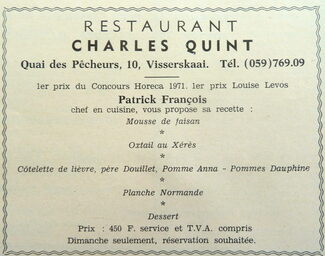 RESTAURANT
CHARLES QUINT
Quai des Pêcheurs, 10, Visserskaai. Tél. (059)769.09
1er prix du Concours Horeca 1971. 1er prix Louise Levos
Patrick François
chef en cuisine, vous propose sa recette :
Mousse de faisan
*
Oxtail au Xérès
*
Côtelette de lièvre, père Douillet, Pomme Anna - Pommes Dauphine
*
Planche Normande
*
Dessert
Prix : 450 F. service et T.V.A. compris
Dimanche seulement, réservation souhaitée.